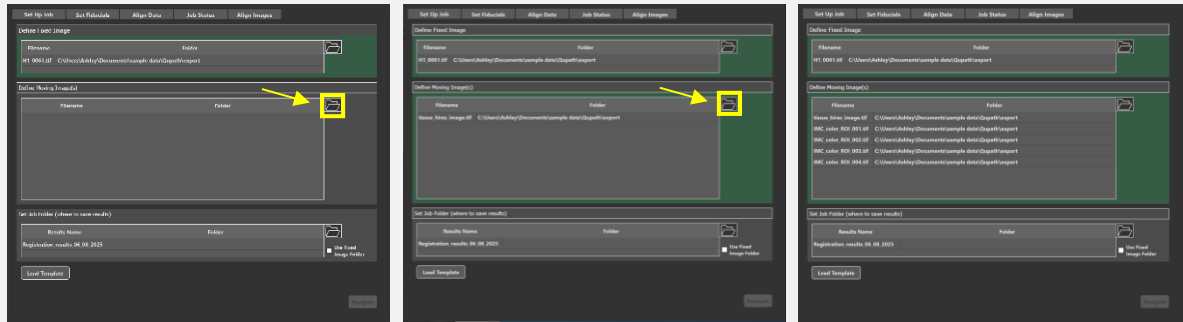 Set Up Job Set Fiducials Align Data Job Status Align Images
Define Fixed Image
Filename Folder
H1_0061.tif C:\Users\Ashley\Documents\sample data\Qupath\export
Define Moving Image(s)
Filename Folder
Set Job Folder (where to save results)
Results Name Folder
Registration_results_06_08_2025
Use Fixed
Image Folder
Load Template
Navigate
Set Up Job Set Fiducials Align Data Job Status Align Images
Define Fixed Image
Filename Folder
H1_0061.tif C:\Users\Ashley\Documents\sample data\Qupath\export
Define Moving Image(s)
Filename Folder
tissue_hires_image.tif C:\Users\Ashley\Documents\sample data\Qupath\export
Set Job Folder (where to save results)
Results Name Folder
Registration_results_06_08_2025
Use Fixed
Image Folder
Load Template
Navigate
Set Up Job Set Fiducials Align Data Job Status Align Images
Define Fixed Image
Filename Folder
H1_0061.tif C:\Users\Ashley\Documents\sample data\Qupath\export
Define Moving Image(s)
Filename Folder
tissue_hires_image.tif C:\Users\Ashley\Documents\sample data\Qupath\export
IMC_color_ROI_001.tif C:\Users\Ashley\Documents\sample data\Qupath\export
IMC_color_ROI_002.tif C:\Users\Ashley\Documents\sample data\Qupath\export
IMC_color_ROI_003.tif C:\Users\Ashley\Documents\sample data\Qupath\export
IMC_color_ROI_004.tif C:\Users\Ashley\Documents\sample data\Qupath\export
Set Job Folder (where to save results)
Results Name Folder
Registration_results_06_08_2025
Use Fixed
Image Folder
Load Template
Navigate